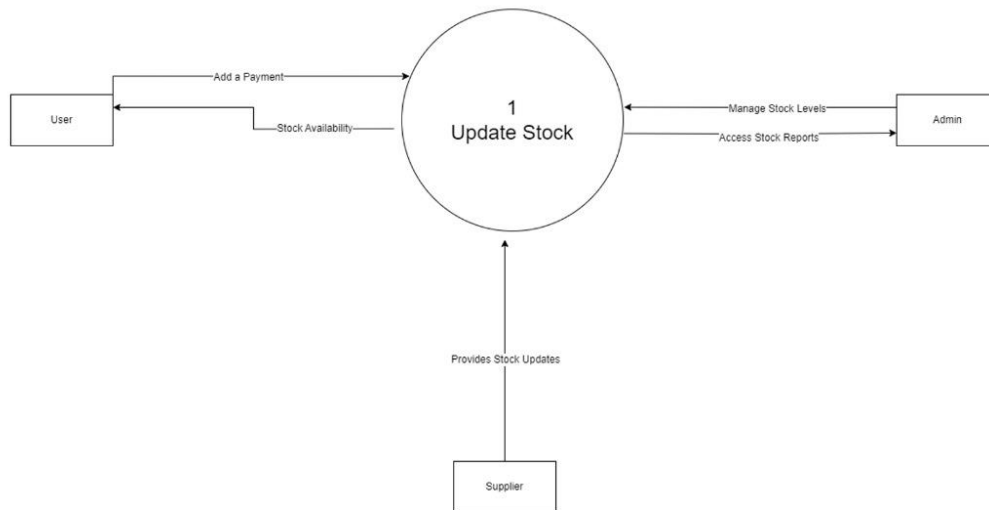 Add a Payment
User
Stock Availability
1
Update Stock
Manage Stock Levels
Access Stock Reports
Admin
Provides Stock Updates
Supplier